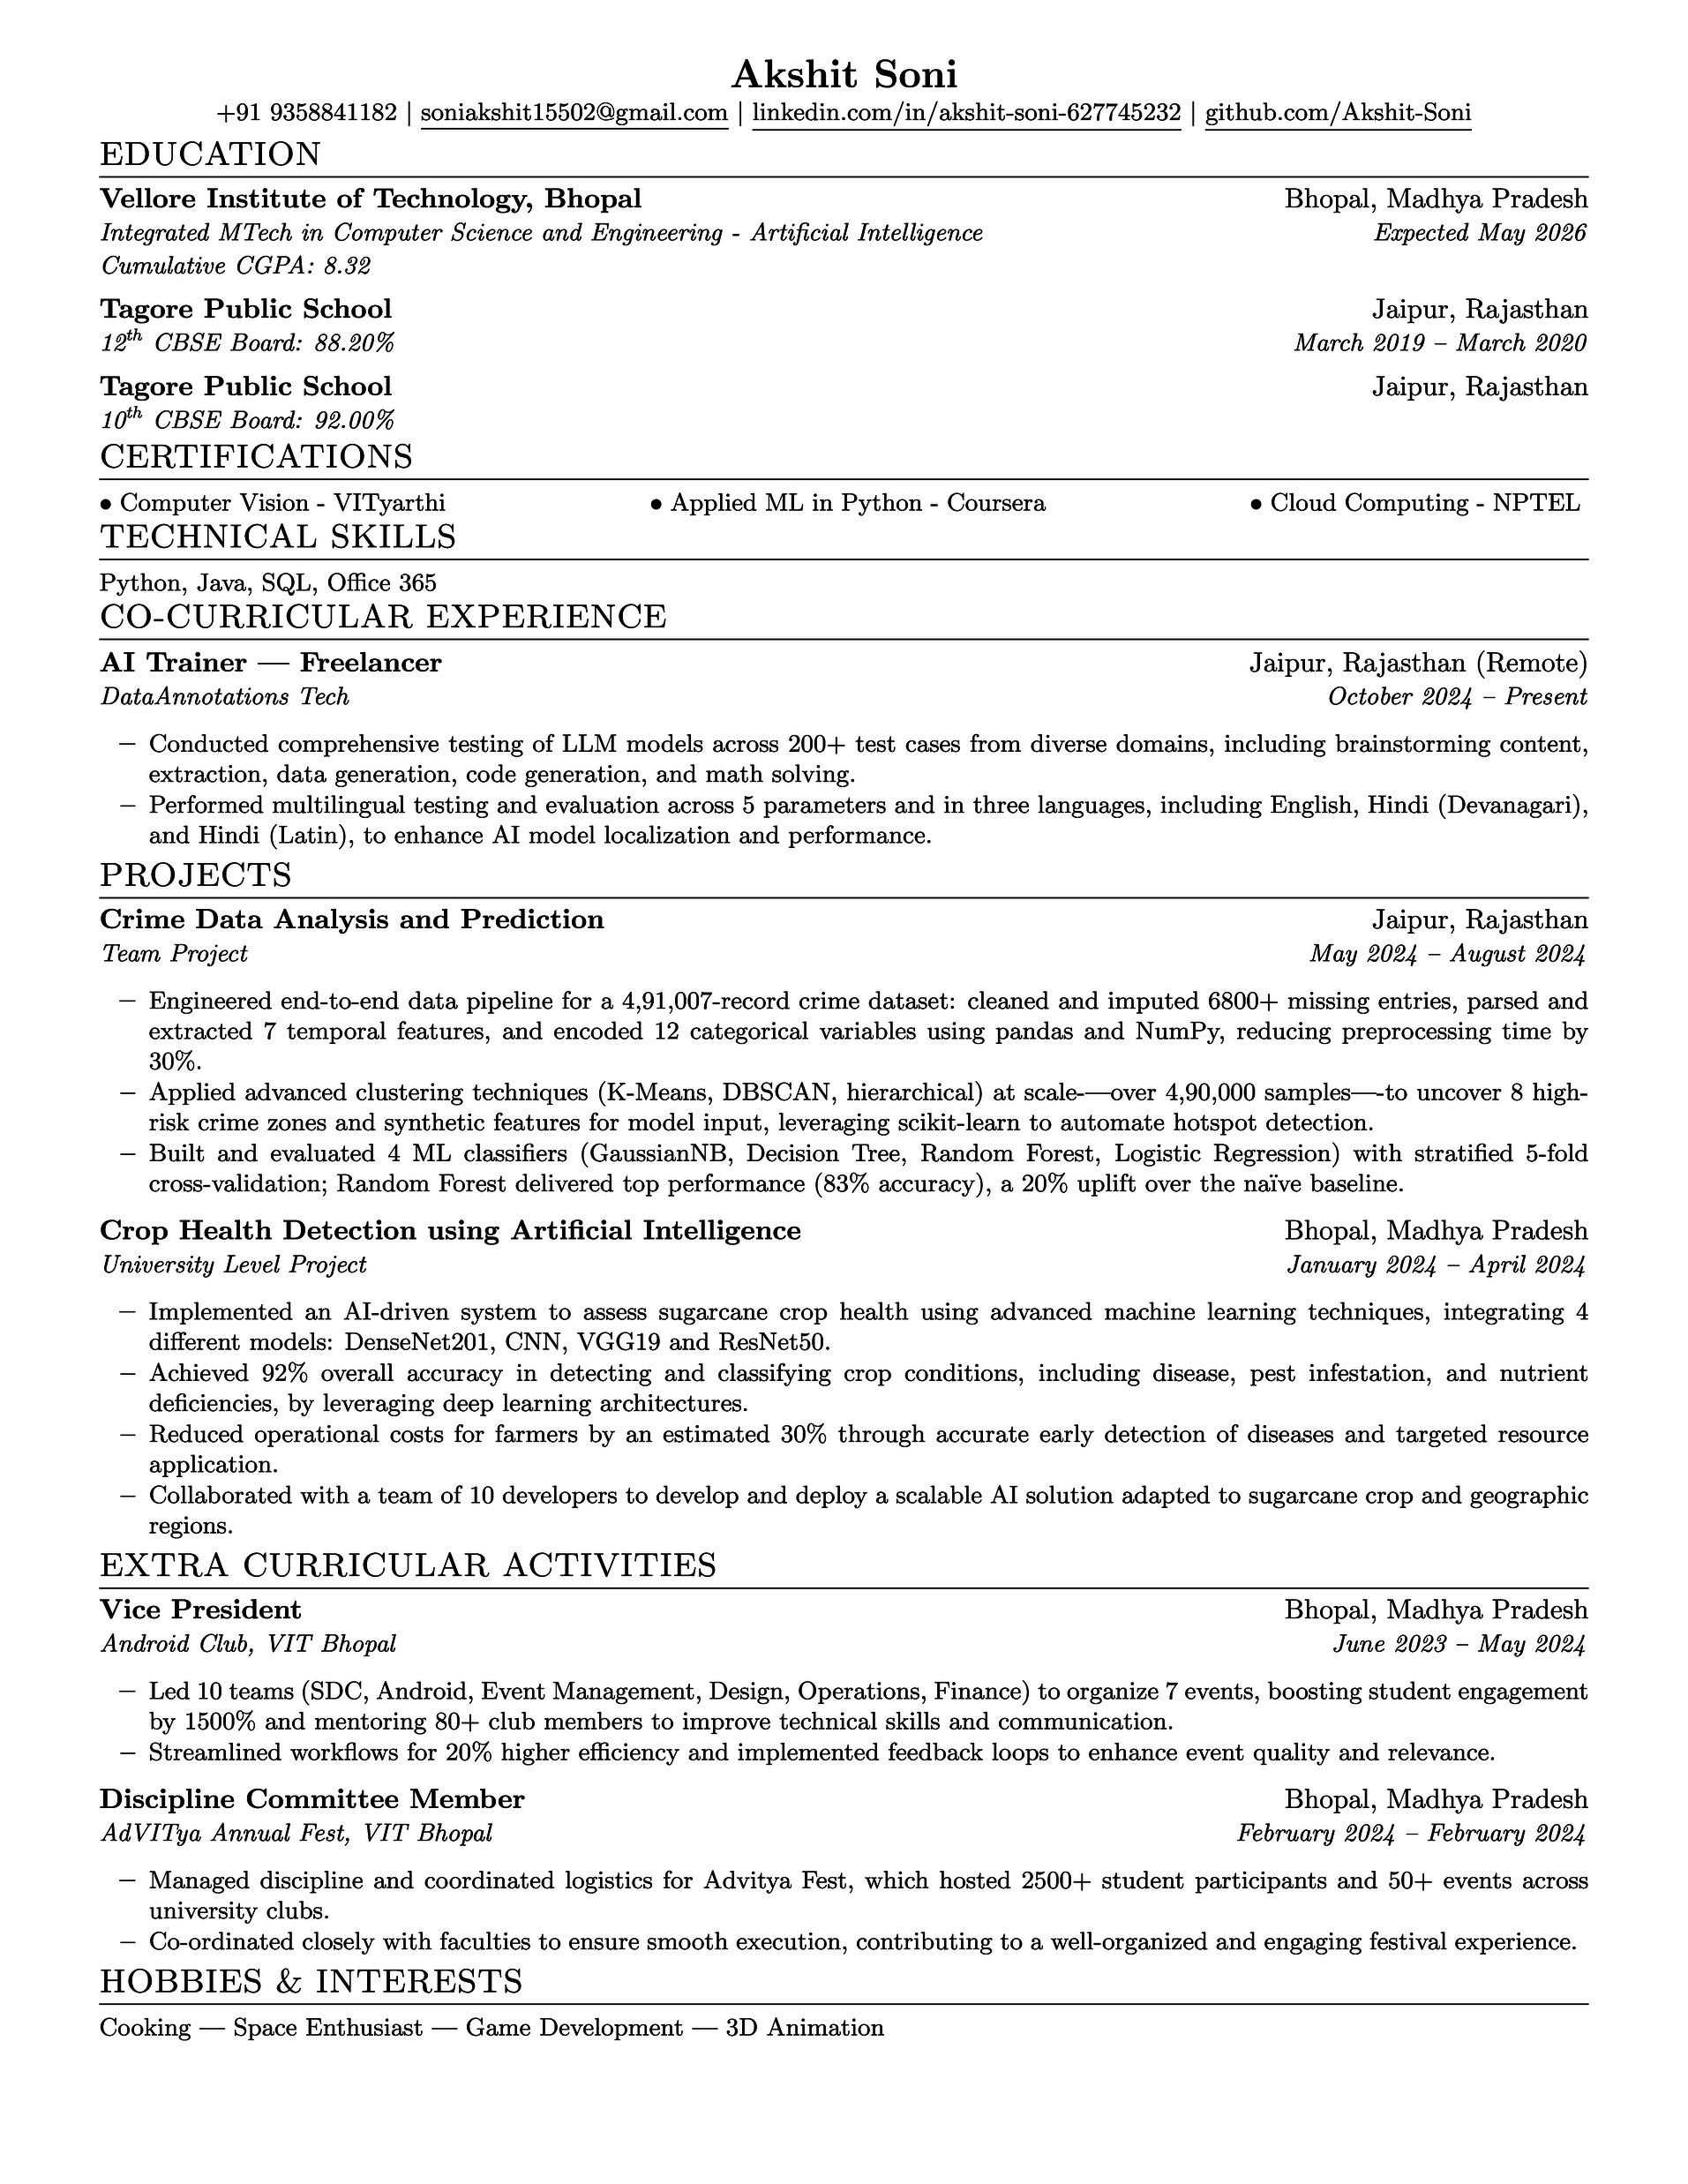 Akshit Soni
+91 9358841182 | soniakshit15502@gmail.com | linkedin.com/in/akshit-soni-627745232 | github.com/Akshit-Soni
EDUCATION
Vellore Institute of Technology, Bhopal Bhopal, Madhya Pradesh
Integrated MTech in Computer Science and Engineering - Artificial Intelligence Expected May 2026
Cumulative CGPA: 8.32
Tagore Public School Jaipur, Rajasthan
12th CBSE Board: 88.20% March 2019 – March 2020
Tagore Public School Jaipur, Rajasthan
10th CBSE Board: 92.00%
CERTIFICATIONS
• Computer Vision - VITyarthi • Applied ML in Python - Coursera • Cloud Computing - NPTEL
TECHNICAL SKILLS
Python, Java, SQL, Office 365
CO-CURRICULAR EXPERIENCE
AI Trainer — Freelancer Jaipur, Rajasthan (Remote)
DataAnnotations Tech October 2024 – Present
– Conducted comprehensive testing of LLM models across 200+ test cases from diverse domains, including brainstorming content,
extraction, data generation, code generation, and math solving.
– Performed multilingual testing and evaluation across 5 parameters and in three languages, including English, Hindi (Devanagari),
and Hindi (Latin), to enhance AI model localization and performance.
PROJECTS
Crime Data Analysis and Prediction Jaipur, Rajasthan
Team Project May 2024 – August 2024
– Engineered end-to-end data pipeline for a 4,91,007-record crime dataset: cleaned and imputed 6800+ missing entries, parsed and
extracted 7 temporal features, and encoded 12 categorical variables using pandas and NumPy, reducing preprocessing time by
30%.
– Applied advanced clustering techniques (K-Means, DBSCAN, hierarchical) at scale-—over 4,90,000 samples—-to uncover 8 high-
risk crime zones and synthetic features for model input, leveraging scikit-learn to automate hotspot detection.
– Built and evaluated 4 ML classifiers (GaussianNB, Decision Tree, Random Forest, Logistic Regression) with stratified 5-fold
cross-validation; Random Forest delivered top performance (83% accuracy), a 20% uplift over the naïve baseline.
Crop Health Detection using Artificial Intelligence Bhopal, Madhya Pradesh
University Level Project January 2024 – April 2024
– Implemented an AI-driven system to assess sugarcane crop health using advanced machine learning techniques, integrating 4
different models: DenseNet201, CNN, VGG19 and ResNet50.
– Achieved 92% overall accuracy in detecting and classifying crop conditions, including disease, pest infestation, and nutrient
deficiencies, by leveraging deep learning architectures.
– Reduced operational costs for farmers by an estimated 30% through accurate early detection of diseases and targeted resource
application.
– Collaborated with a team of 10 developers to develop and deploy a scalable AI solution adapted to sugarcane crop and geographic
regions.
EXTRA CURRICULAR ACTIVITIES
Vice President Bhopal, Madhya Pradesh
Android Club, VIT Bhopal June 2023 – May 2024
– Led 10 teams (SDC, Android, Event Management, Design, Operations, Finance) to organize 7 events, boosting student engagement
by 1500% and mentoring 80+ club members to improve technical skills and communication.
– Streamlined workflows for 20% higher efficiency and implemented feedback loops to enhance event quality and relevance.
Discipline Committee Member Bhopal, Madhya Pradesh
AdVITya Annual Fest, VIT Bhopal February 2024 – February 2024
– Managed discipline and coordinated logistics for Advitya Fest, which hosted 2500+ student participants and 50+ events across
university clubs.
– Co-ordinated closely with faculties to ensure smooth execution, contributing to a well-organized and engaging festival experience.
HOBBIES & INTERESTS
Cooking — Space Enthusiast — Game Development — 3D Animation